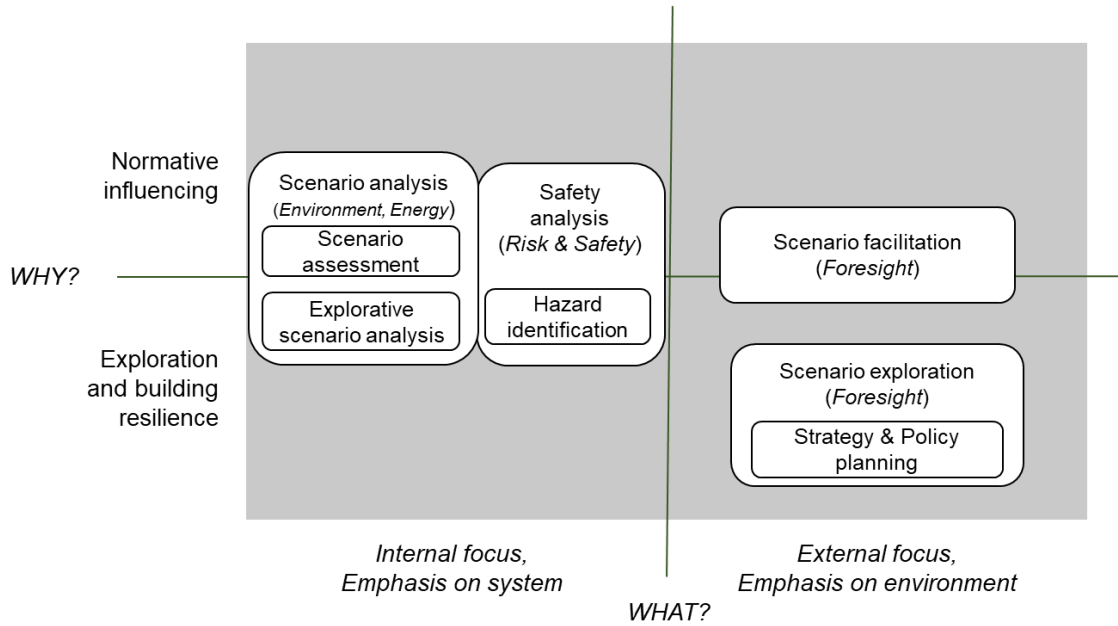 Normative
influencing
Scenario analysis
(Environment, Energy)
Scenario
assessment
Explorative
scenario analysis
Safety
analysis
(Risk & Safety)
Hazard
identification
Scenario facilitation
(Foresight)
WHY?
Exploration
and building
resilience
Scenario exploration
(Foresight)
Strategy & Policy
planning
Internal focus,
Emphasis on system
External focus,
Emphasis on environment
WHAT?